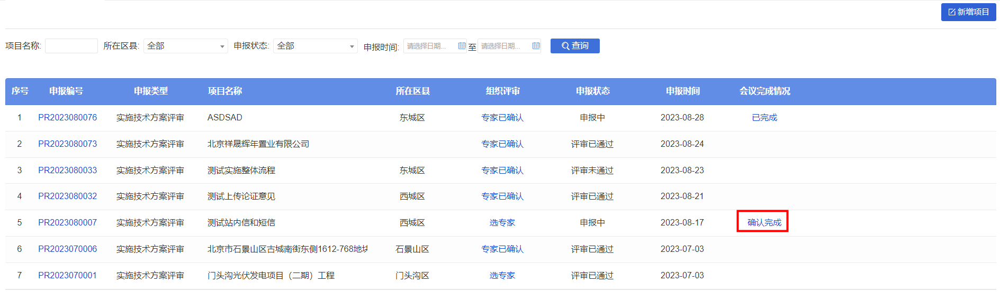 新增项目
项目名称: 所在区县: 全部 申报状态: 全部 申报时间: 请选择日期... 至 请选择日期... 查询
序号 申报编号 申报类型 项目名称 所在区县 组织评审 申报状态 申报时间 会议完成情况
1 PR2023080076 实施技术方案评审 ASDSAD 东城区 专家已确认 申报中 2023-08-28 已完成
2 PR2023080073 实施技术方案评审 北京祥晟辉年置业有限公司 专家已确认 评审已通过 2023-08-24
3 PR2023080033 实施技术方案评审 测试实施整体流程 东城区 专家已确认 评审未通过 2023-08-23
4 PR2023080032 实施技术方案评审 测试上传论证意见 西城区 专家已确认 评审已通过 2023-08-21
5 PR2023080007 实施技术方案评审 测试站内信和短信 西城区 选专家 申报中 2023-08-17 确认完成
6 PR2023070006 实施技术方案评审 北京市石景山区古城南街东侧1612-768地块 石景山区 专家已确认 评审已通过 2023-07-03
7 PR2023070001 实施技术方案评审 门头沟光伏发电项目（二期）工程 门头沟区 选专家 评审已通过 2023-07-03